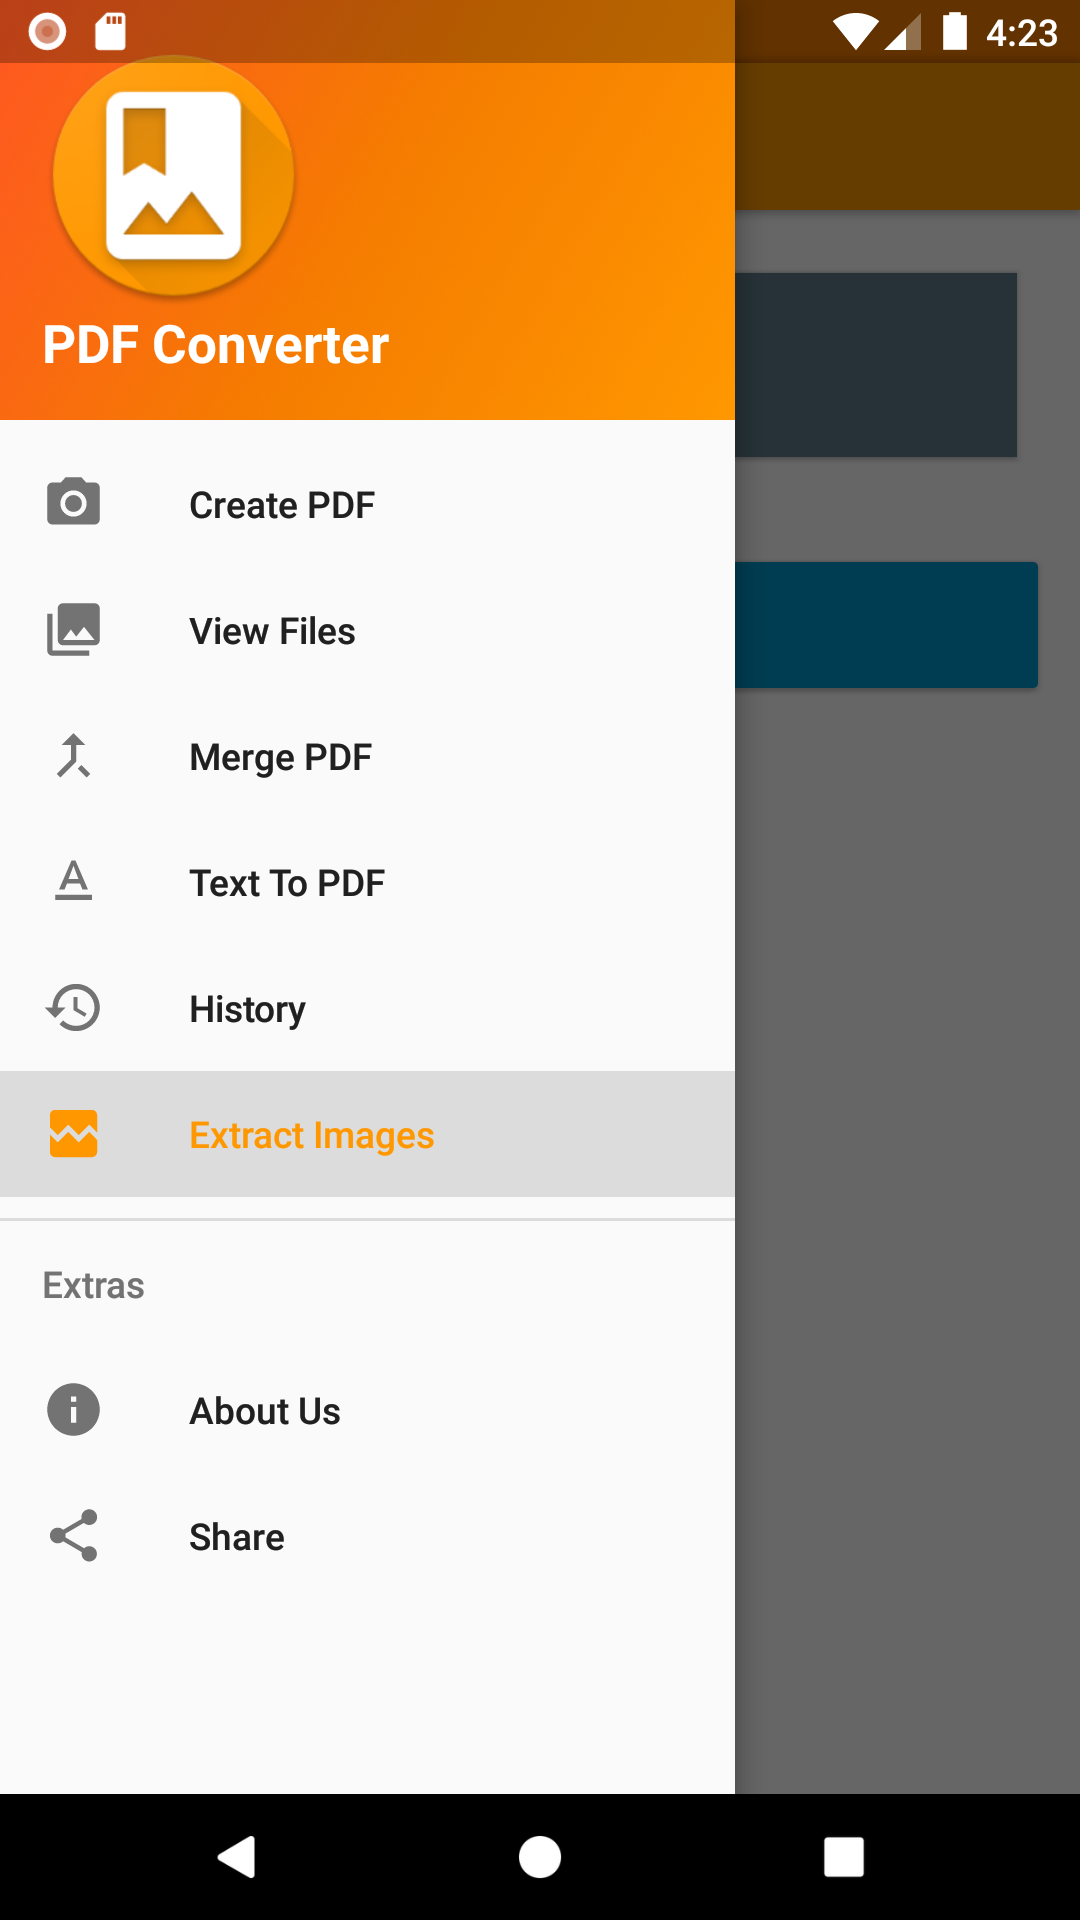 4:23
PDF Converter
Create PDF
View Files
Merge PDF
Text To PDF
History
Extract Images
Extras
About Us
Share